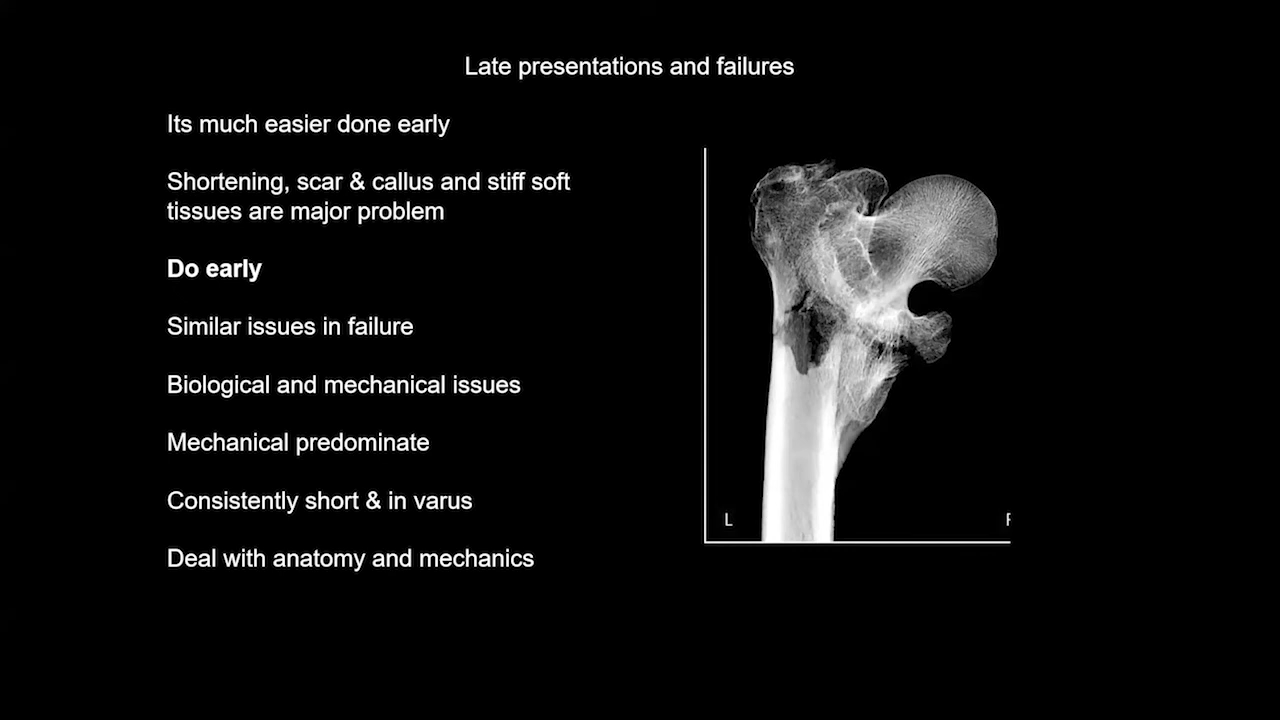 Late presentations and failures
Its much easier done early
Shortening, scar & callus and stiff soft
tissues are major problem
Do early
Similar issues in failure
Biological and mechanical issues
Mechanical predominate
Consistently short & in varus
Deal with anatomy and mechanics
L